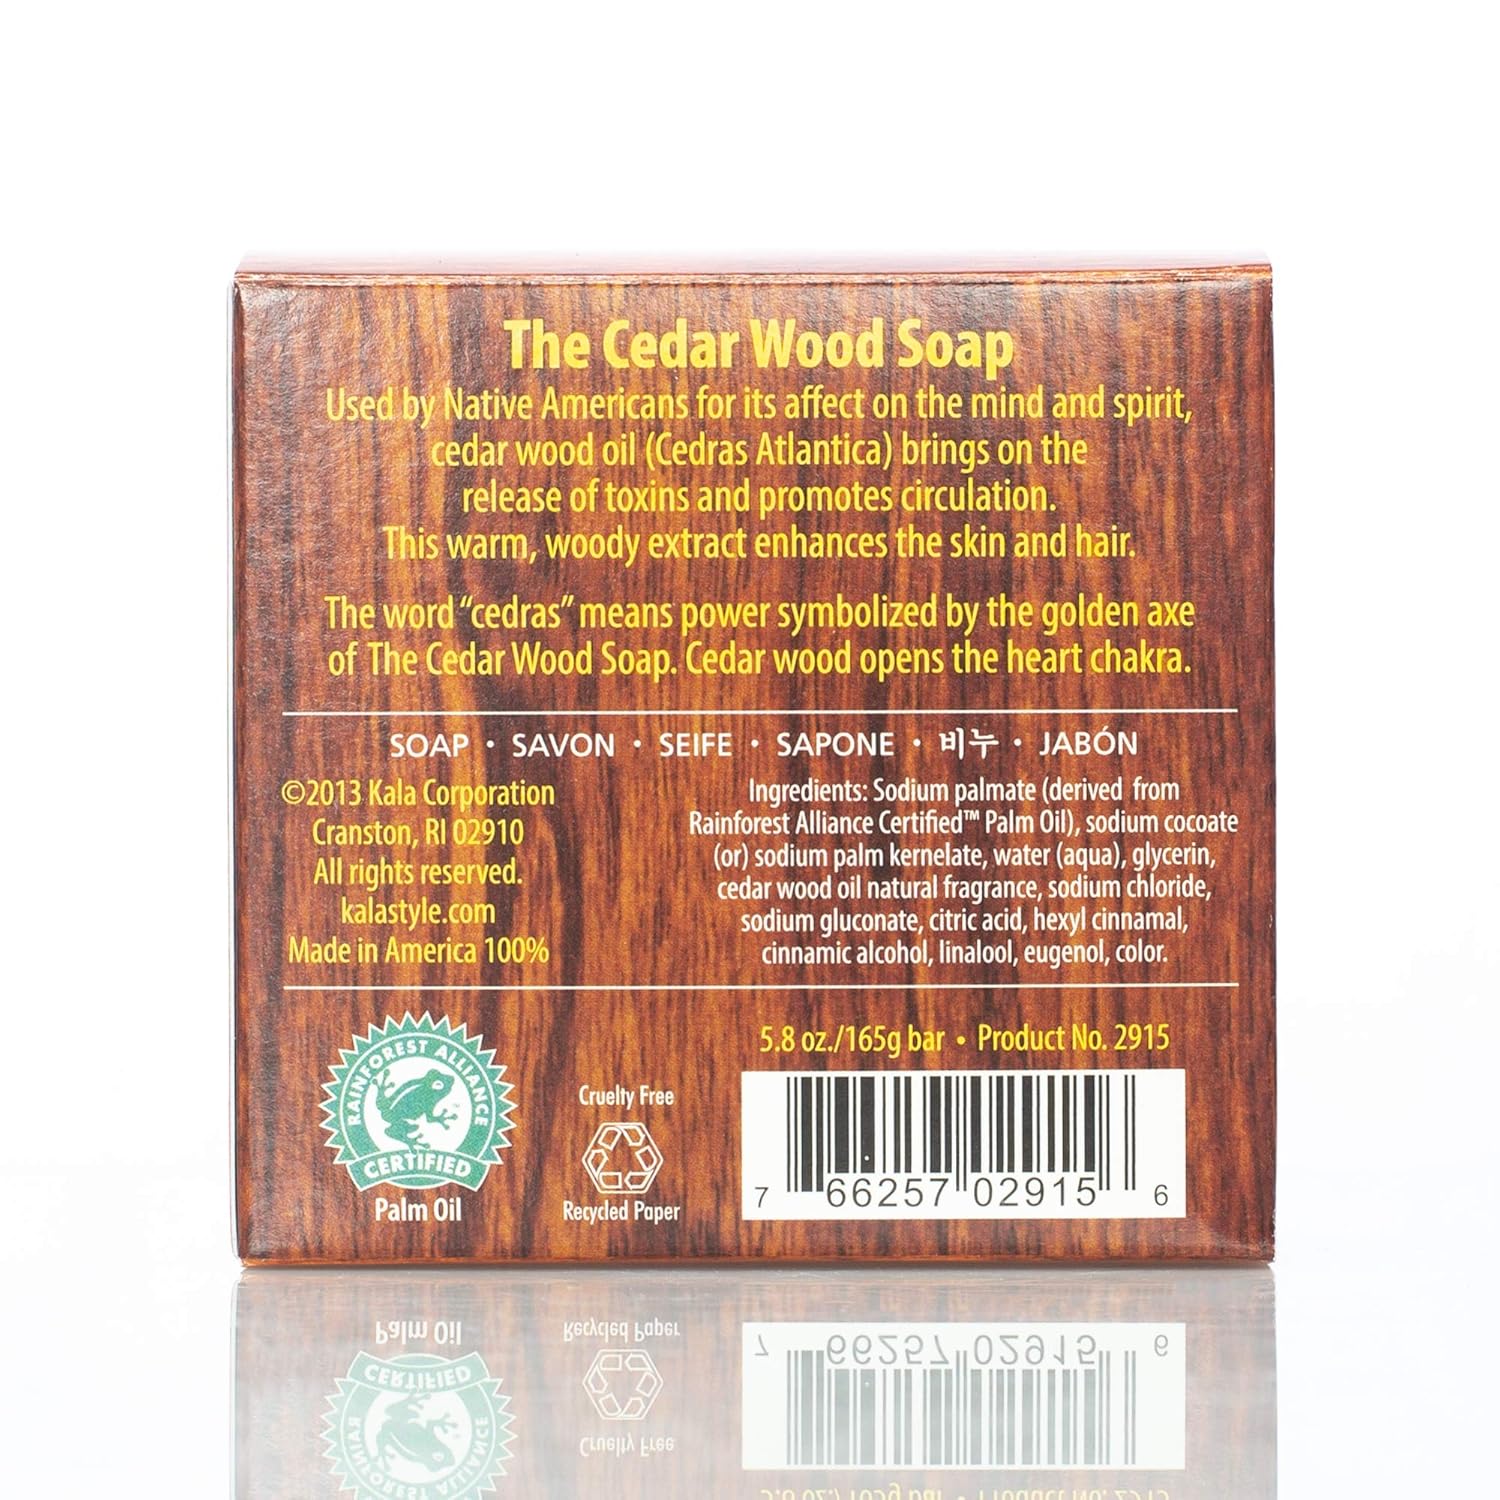 The Cedar Wood Soap
Used by Native Americans for its affect on the mind and spirit,
cedar wood oil (Cedras Atlantica) brings on the
release of toxins and promotes circulation.
This warm, woody extract enhances the skin and hair.
The word “cedras” means power symbolized by the golden axe
of The Cedar Wood Soap. Cedar wood opens the heart chakra.
SOAP • SAVON • SEIFE • SAPONE • 비누 • JABÓN
©2013 Kala Corporation
Cranston, RI 02910
All rights reserved.
kalastyle.com
Made in America 100%
Ingredients: Sodium palmate (derived from
Rainforest Alliance Certified™ Palm Oil), sodium cocoate
(or) sodium palm kernelate, water (aqua), glycerin,
cedar wood oil natural fragrance, sodium chloride,
sodium gluconate, citric acid, hexyl cinnamal,
cinnamic alcohol, linalool, eugenol, color.
RAINFOREST ALLIANCE
CERTIFIED
Palm Oil
Cruelty Free
Recycled Paper
5.8 oz./165g bar • Product No. 2915
7 66257 02915 6